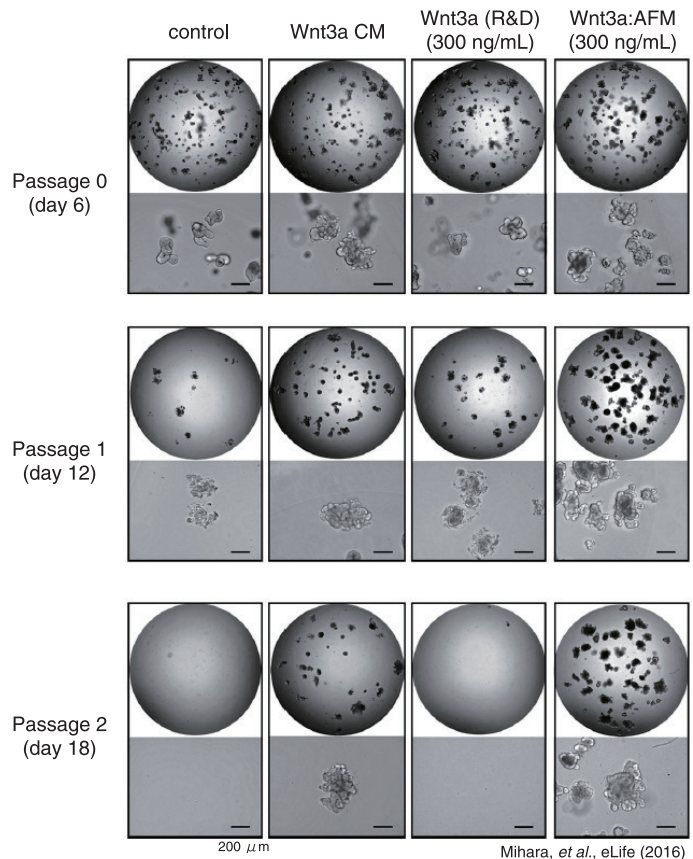 control
Wnt3a CM
Wnt3a (R&D)
(300 ng/mL)
Wnt3a:AFM
(300 ng/mL)
Passage 0
(day 6)
Passage 1
(day 12)
Passage 2
(day 18)
200 μm
Mihara, et al., eLife (2016)